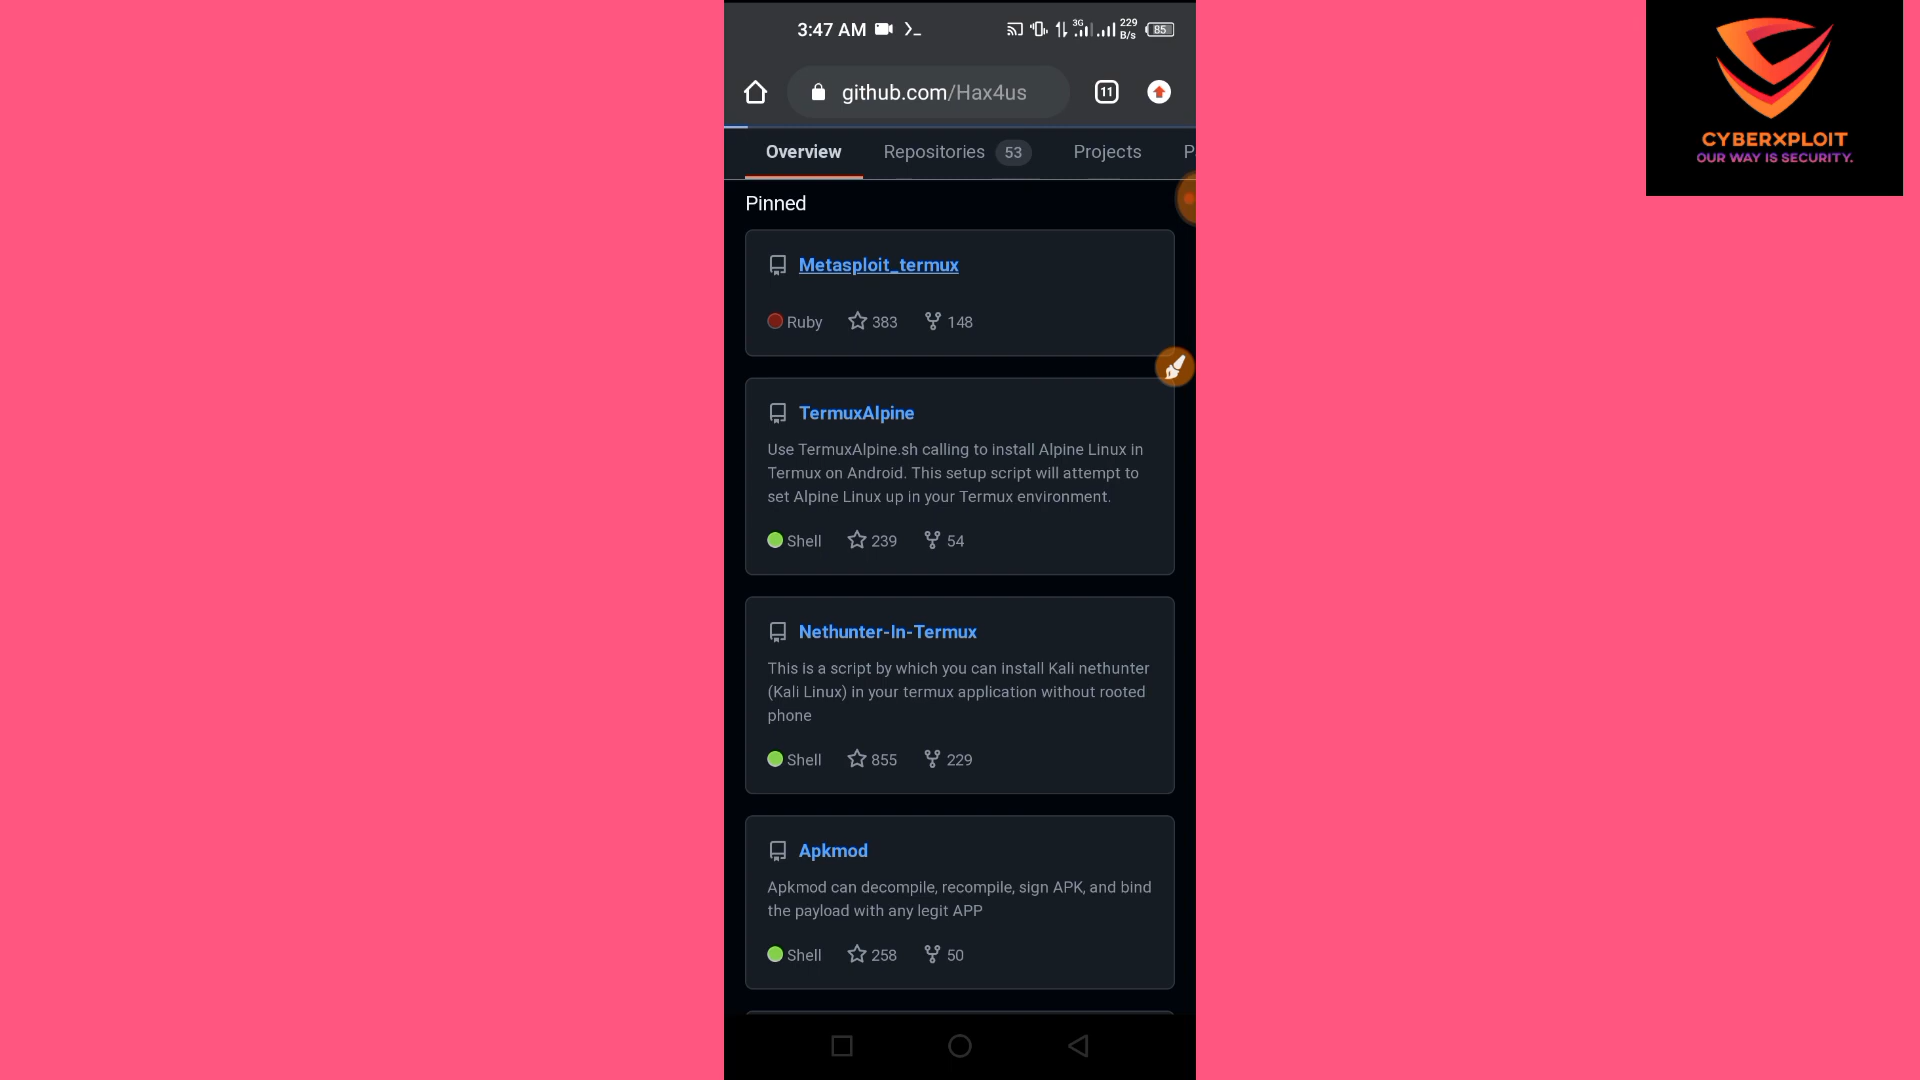 3:47 AM
3G
229
B/s
85
github.com/Hax4us
11
Overview
Repositories 53
Projects
P
Pinned
Metasploit_termux
Ruby 383 148
TermuxAlpine
Use TermuxAlpine.sh calling to install Alpine Linux in
Termux on Android. This setup script will attempt to
set Alpine Linux up in your Termux environment.
Shell 239 54
Nethunter-In-Termux
This is a script by which you can install Kali nethunter
(Kali Linux) in your termux application without rooted
phone
Shell 855 229
Apkmod
Apkmod can decompile, recompile, sign APK, and bind
the payload with any legit APP
Shell 258 50
CYBERXPLOIT
OUR WAY IS SECURITY.